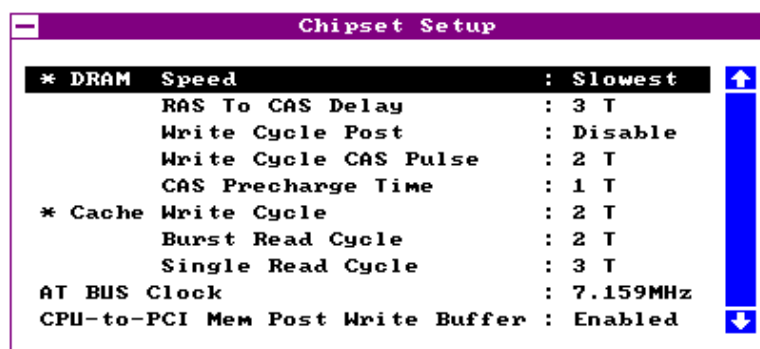 Chipset Setup
* DRAM Speed : Slowest
RAS To CAS Delay : 3 T
Write Cycle Post : Disable
Write Cycle CAS Pulse : 2 T
CAS Precharge Time : 1 T
* Cache Write Cycle : 2 T
Burst Read Cycle : 2 T
Single Read Cycle : 3 T
AT BUS Clock : 7.159MHz
CPU-to-PCI Mem Post Write Buffer : Enabled